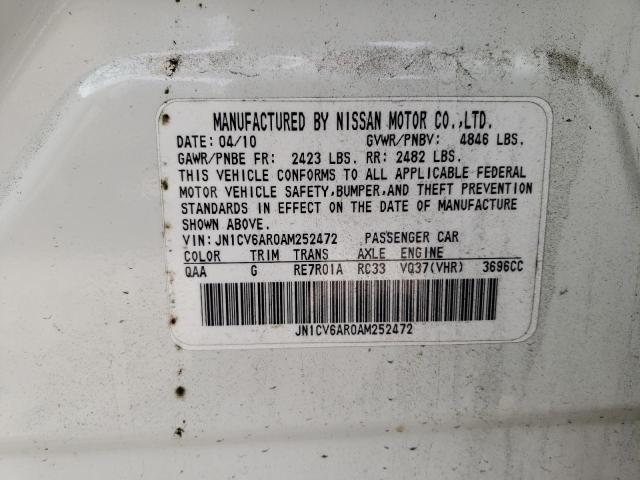 MANUFACTURED BY NISSAN MOTOR CO.,LTD.
DATE: 04/10 GVWR/PNBV: 4846 LBS.
GAWR/PNBE FR: 2423 LBS. RR: 2482 LBS.
THIS VEHICLE CONFORMS TO ALL APPLICABLE FEDERAL
MOTOR VEHICLE SAFETY,BUMPER,AND THEFT PREVENTION
STANDARDS IN EFFECT ON THE DATE OF MANUFACTURE
SHOWN ABOVE.
VIN: JN1CV6AR0AM252472 PASSENGER CAR
COLOR TRIM TRANS AXLE ENGINE
QAA G RE7R01A RC33 VQ37(VHR) 3696CC
JN1CV6AR0AM252472